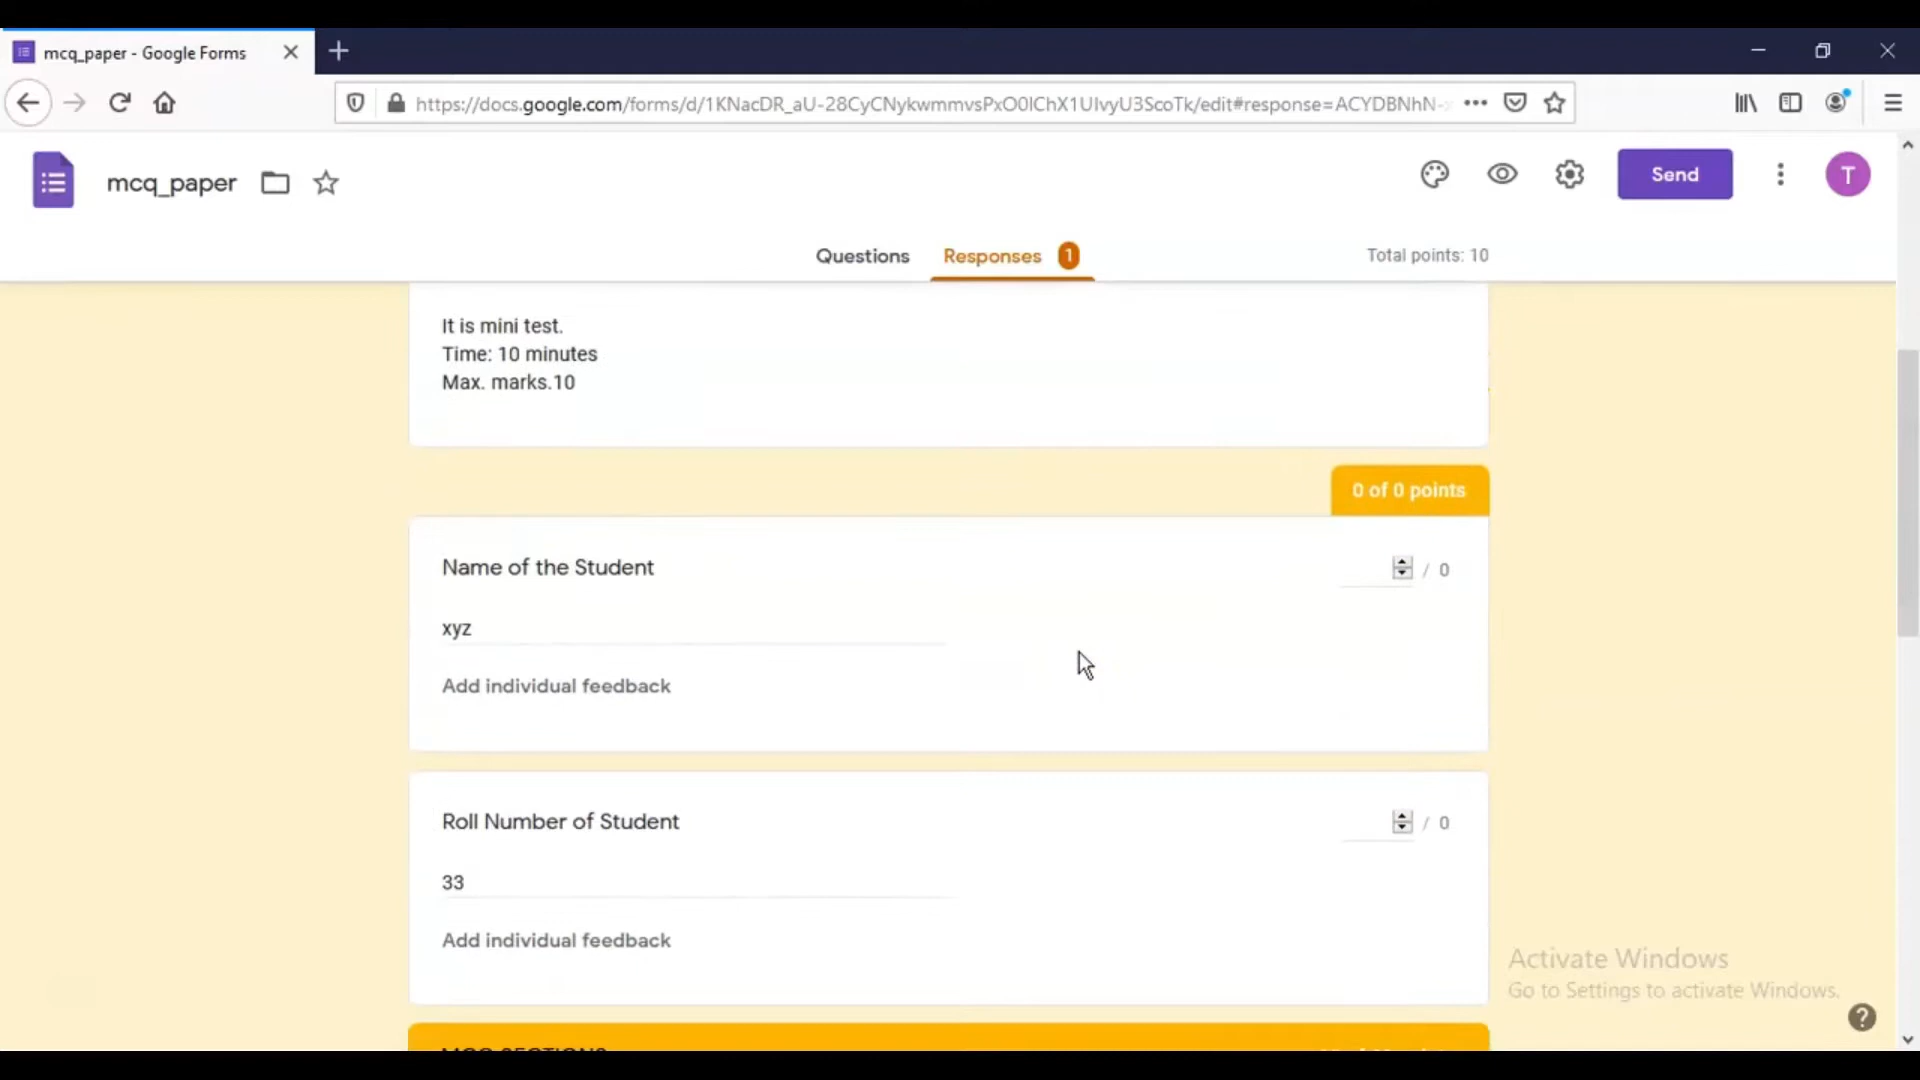 mcq_paper - Google Forms
https://docs.google.com/forms/d/1KNacDR_aU-28CyCNykwmmvsPxO0lChX1UIvyU3ScoTk/edit#response=ACYDBNhN-
mcq_paper
Send
T
Questions
Responses 1
Total points: 10
It is mini test.
Time: 10 minutes
Max. marks.10
0 of 0 points
Name of the Student
/ 0
xyz
Add individual feedback
Roll Number of Student
/ 0
33
Add individual feedback
Activate Windows
Go to Settings to activate Windows.
?
MCQ SECTIONS